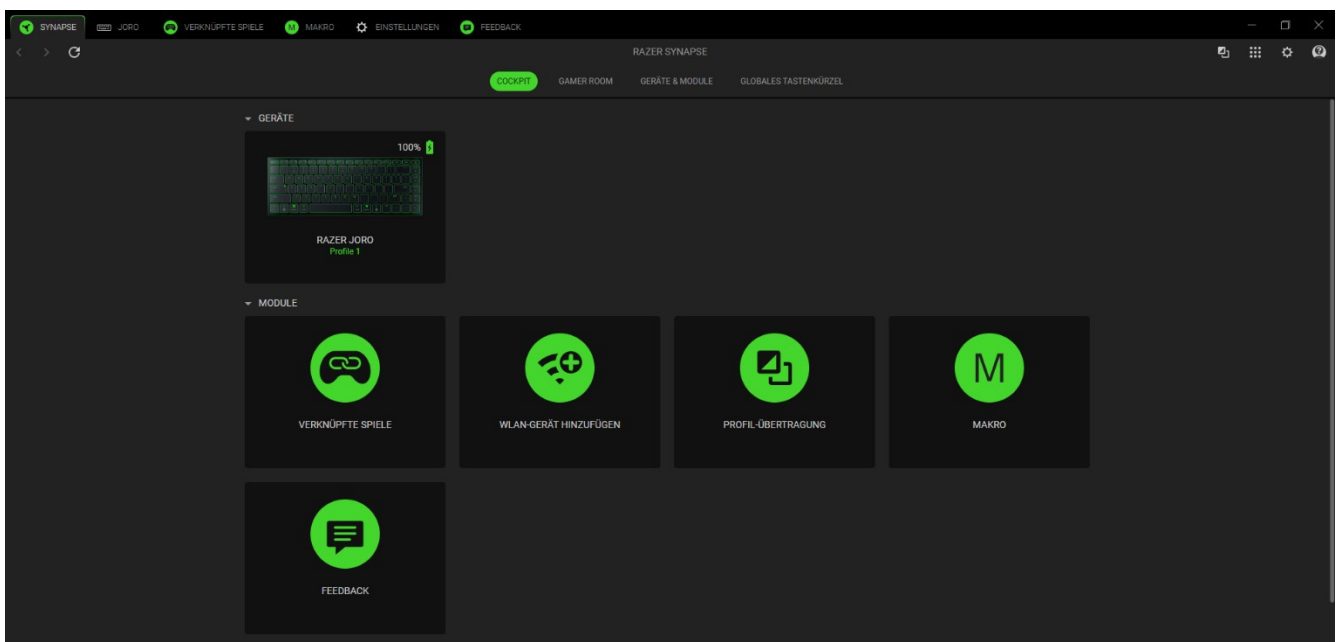 SYNAPSE JORO VERKNÜPFTE SPIELE M MAKRO EINSTELLUNGEN FEEDBACK
RAZER SYNAPSE
COCKPIT GAMER ROOM GERÄTE & MODULE GLOBALES TASTENKÜRZEL
GERÄTE
100%
RAZER JORO
Profile 1
MODULE
M
VERKNÜPFTE SPIELE WLAN-GERÄT HINZUFÜGEN PROFIL-ÜBERTRAGUNG MAKRO
FEEDBACK